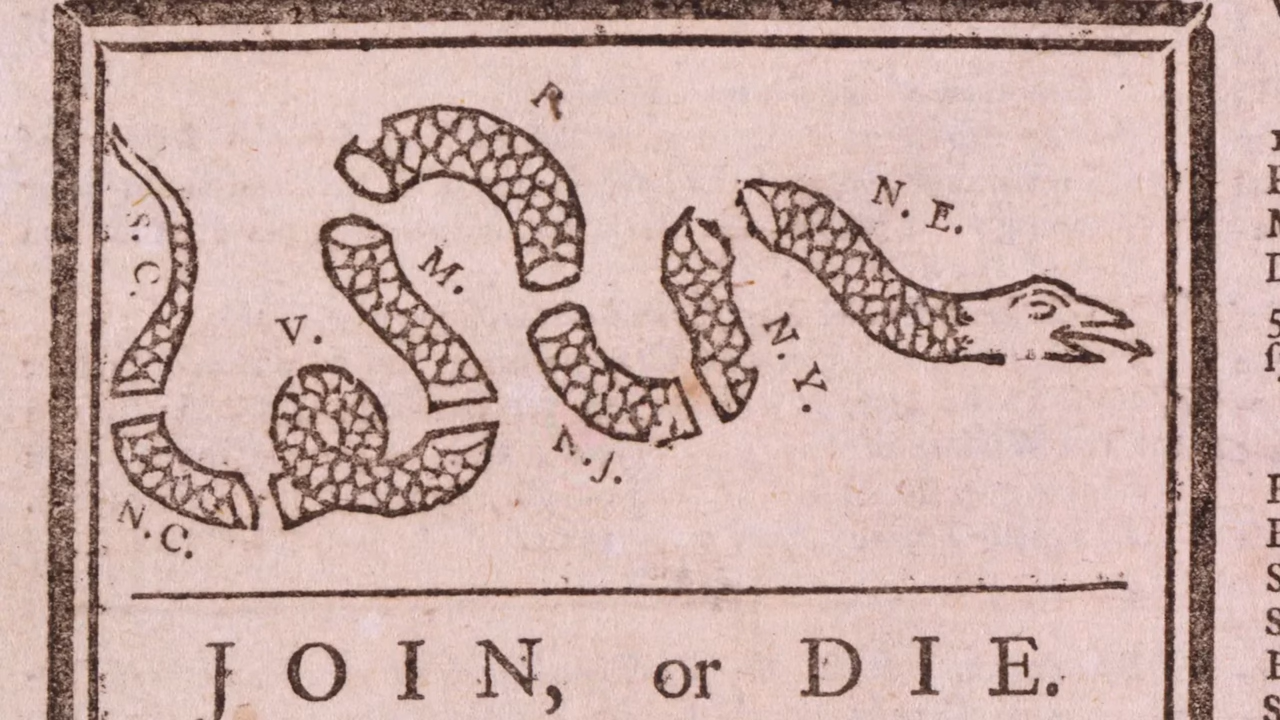 R
S. C.
N. E.
M.
V.
N. Y.
N. J.
N. C.
JOIN, or DIE.